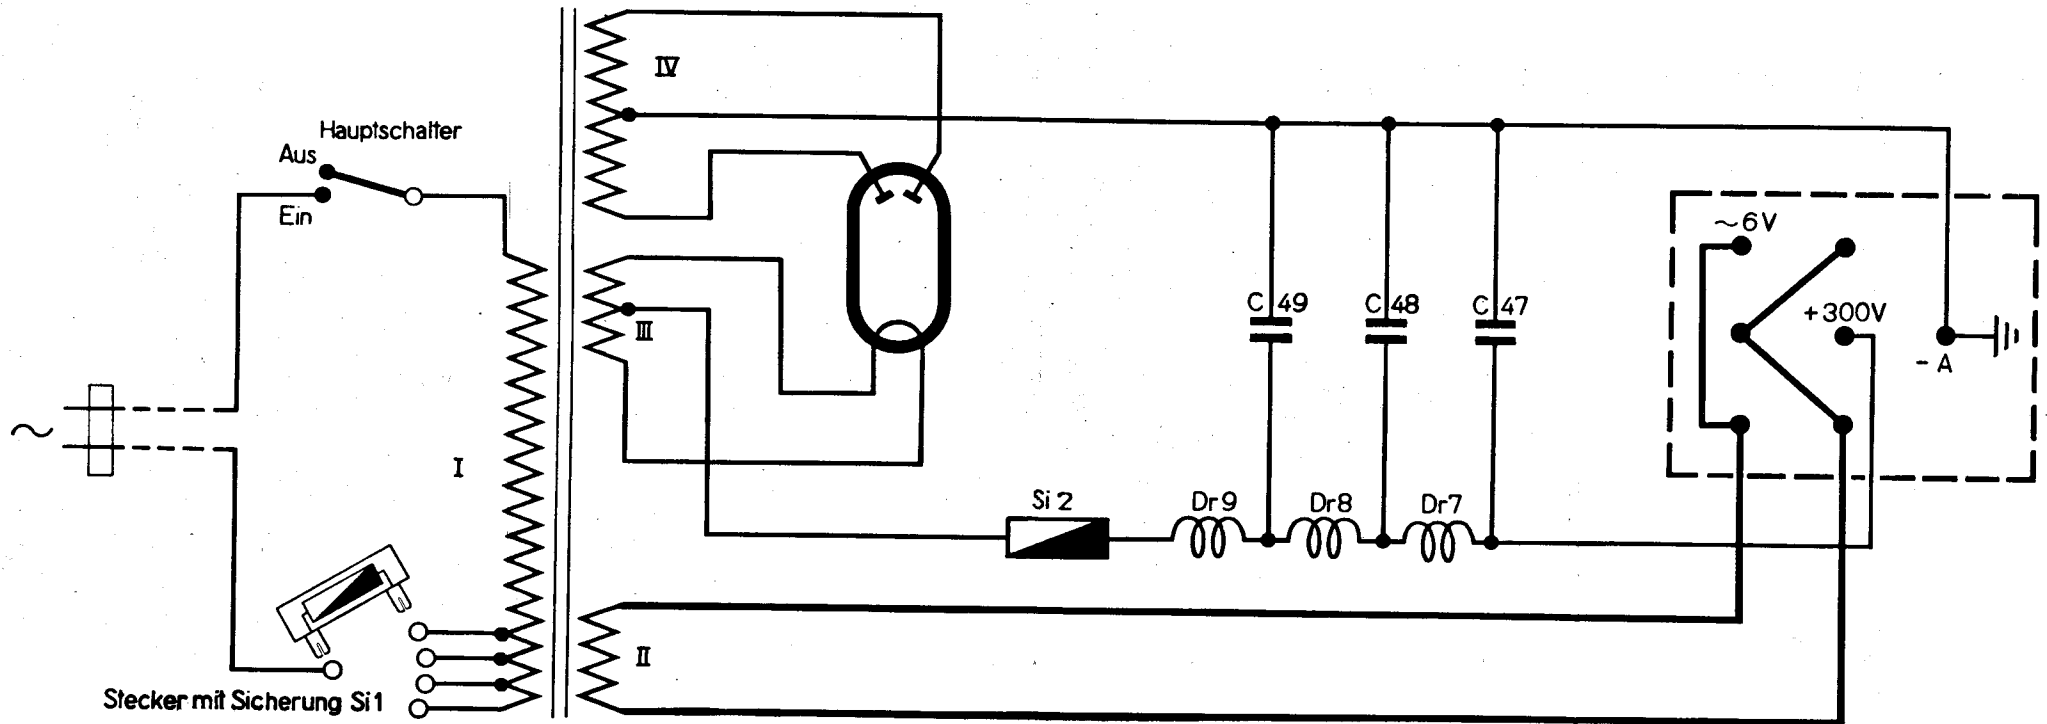 IV
Hauptschalter
Aus
Ein
~6V
C 49
C 48
C 47
+300V
III
- A
~
I
Si 2
Dr 9
Dr 8
Dr 7
II
Stecker mit Sicherung Si 1